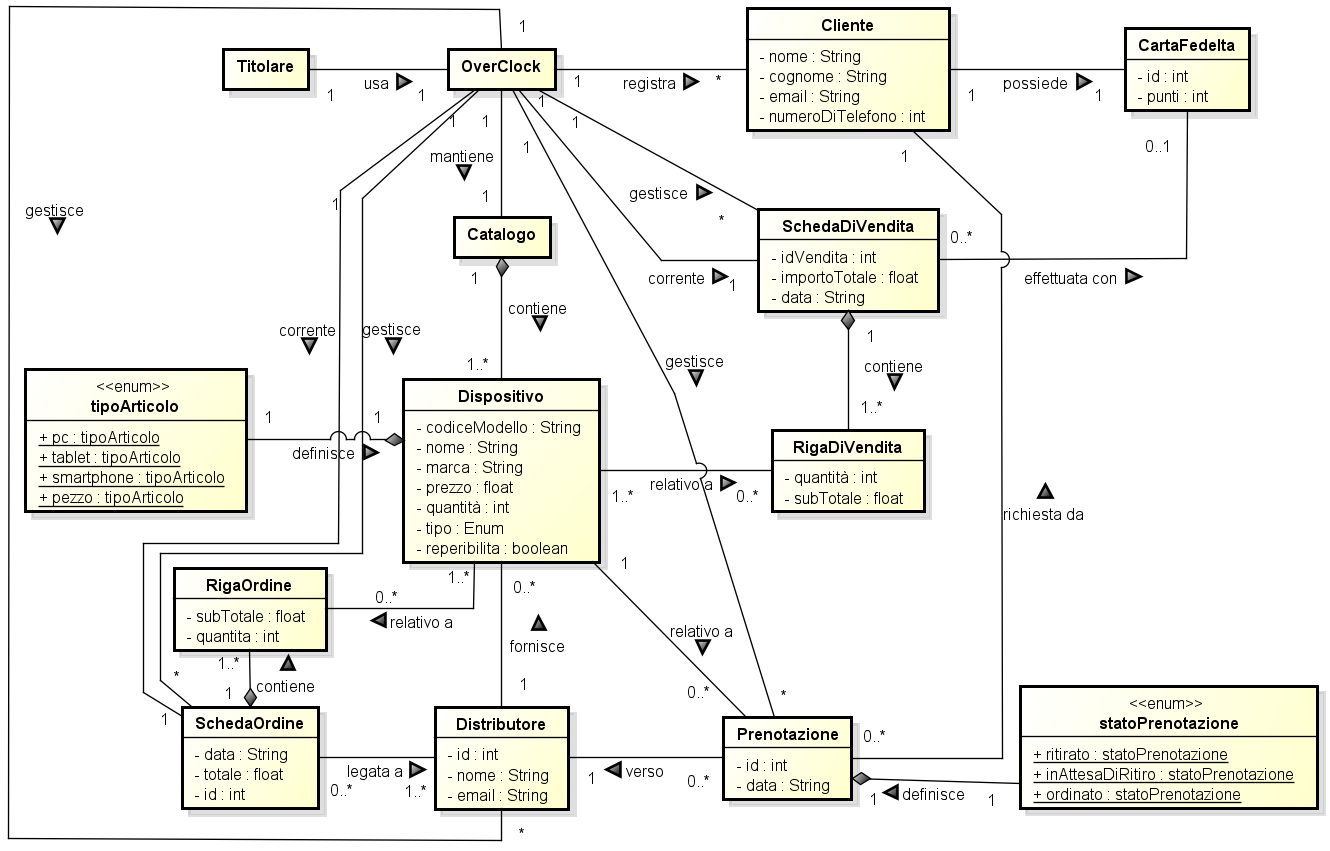 1
Titolare
1
usa
1
OverClock
1
registra
*
Cliente
- nome : String
- cognome : String
- email : String
- numeroDiTelefono : int
1
possiede
1
CartaFedelta
- id : int
- punti : int
0..1
1
1
1
1
1
mantiene
1
1
gestisce
*
gestisce
1
corrente
1
SchedaDiVendita
- idVendita : int
- importoTotale : float
- data : String
0..*
effettuata con
Catalogo
1
contiene
1..*
corrente
gestisce
gestisce
1
contiene
1..*
<<enum>>
tipoArticolo
+ pc : tipoArticolo
+ tablet : tipoArticolo
+ smartphone : tipoArticolo
+ pezzo : tipoArticolo
1
definisce
1
Dispositivo
- codiceModello : String
- nome : String
- marca : String
- prezzo : float
- quantità : int
- tipo : Enum
- reperibilita : boolean
1..*
relativo a
0..*
RigaDiVendita
- quantità : int
- subTotale : float
richiesta da
RigaOrdine
- subTotale : float
- quantita : int
0..*
relativo a
1..*
0..*
fornisce
1
1
relativo a
0..*
*
1..*
contiene
1
*
1
SchedaOrdine
- data : String
- totale : float
- id : int
legata a
0..*
1..*
Distributore
- id : int
- nome : String
- email : String
*
1
verso
0..*
Prenotazione
- id : int
- data : String
0..*
1
definisce
1
<<enum>>
statoPrenotazione
+ ritirato : statoPrenotazione
+ inAttesaDiRitiro : statoPrenotazione
+ ordinato : statoPrenotazione